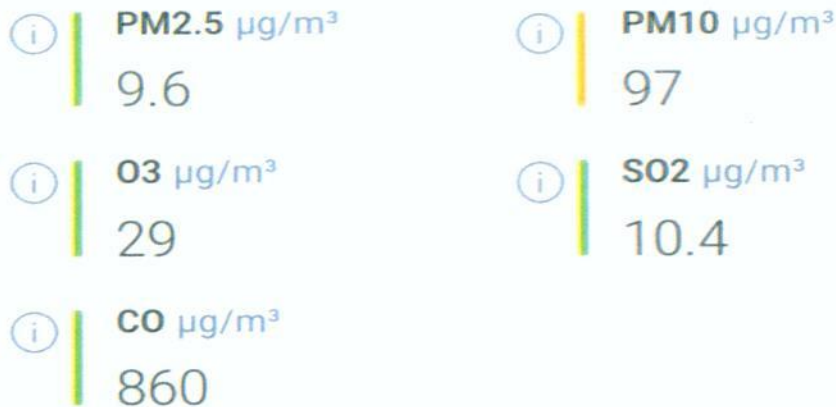 PM2.5 µg/m³
9.6
PM10 µg/m³
97
O3 µg/m³
29
SO2 µg/m³
10.4
CO µg/m³
860